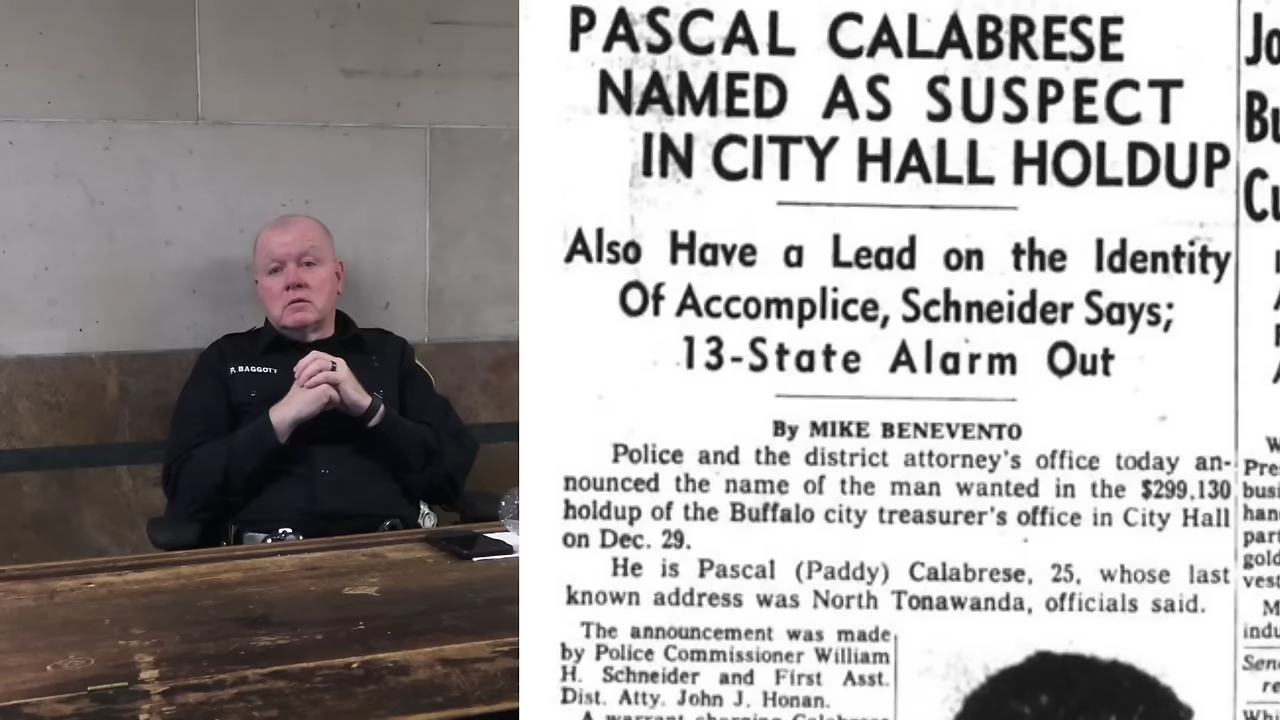 P. BAGGOTT
PASCAL CALABRESE
NAMED AS SUSPECT
IN CITY HALL HOLDUP
Also Have a Lead on the Identity
Of Accomplice, Schneider Says;
13-State Alarm Out
By MIKE BENEVENTO
Police and the district attorney's office today an-
nounced the name of the man wanted in the $299,130
holdup of the Buffalo city treasurer's office in City Hall
on Dec. 29.
He is Pascal (Paddy) Calabrese, 25, whose last
known address was North Tonawanda, officials said.
The announcement was made
by Police Commissioner William
H. Schneider and First Asst.
Dist. Atty. John J. Honan.